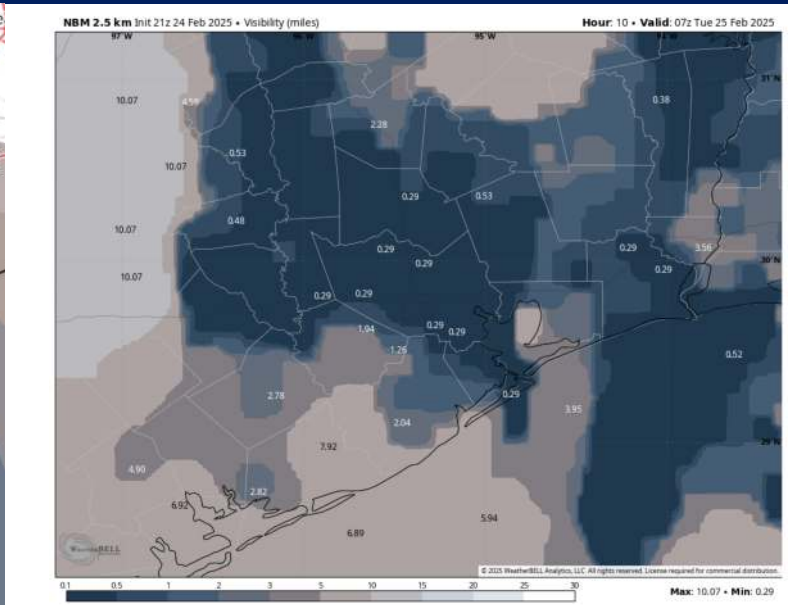 NBM 2.5 km Init 21z 24 Feb 2025 • Visibility (miles)
Hour: 10 • Valid: 07z Tue 25 Feb 2025
97°W 95°W
31°N
10.07 4.59 0.38
2.28
0.53
10.07
0.29 0.53
0.48
10.07
0.29 0.29 3.56
0.29 0.29 30°N
10.07
0.29 0.29
1.94 0.29 0.29
1.26 0.52
2.78 0.29 3.95
2.04
7.92 29°N
4.90
2.82
6.92
5.94
6.89
WeatherBELL
© 2025 WeatherBELL Analytics, LLC. All rights reserved. License required for commercial distribution.
0.1 0.5 1 2 3 5 10 15 20 25 30
Max: 10.07 • Min: 0.29